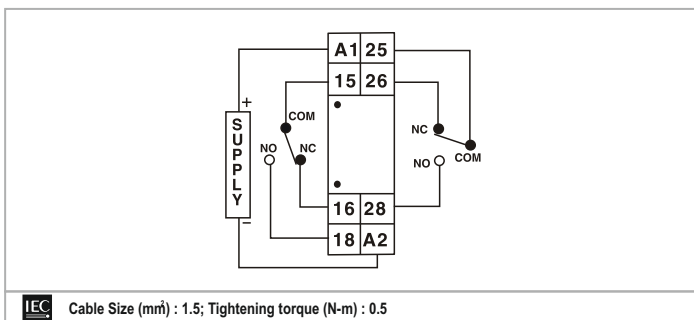 A1 25
15 26
+
COM
SUPPLY
NO
NC
NC
NO
COM
16 28
18 A2
−
IEC Cable Size (mm²) : 1.5; Tightening torque (N-m) : 0.5